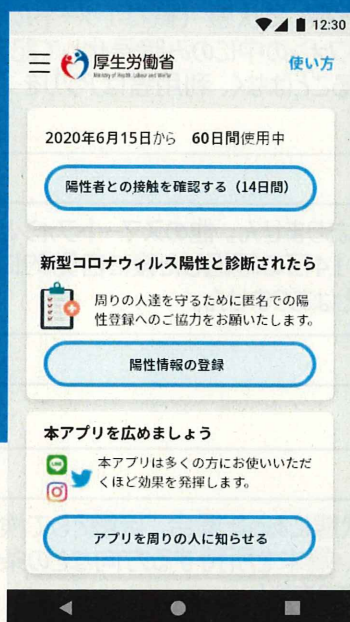 12:30
厚生労働省
Ministry of Health, Labour and Welfare
使い方
2020年6月15日から 60日間使用中
陽性者との接触を確認する（14日間）
新型コロナウィルス陽性と診断されたら
周りの人達を守るために匿名での陽
性登録へのご協力をお願いいたします。
陽性情報の登録
本アプリを広めましょう
LINE
本アプリは多くの方にお使いいただ
くほど効果を発揮します。
アプリを周りの人に知らせる